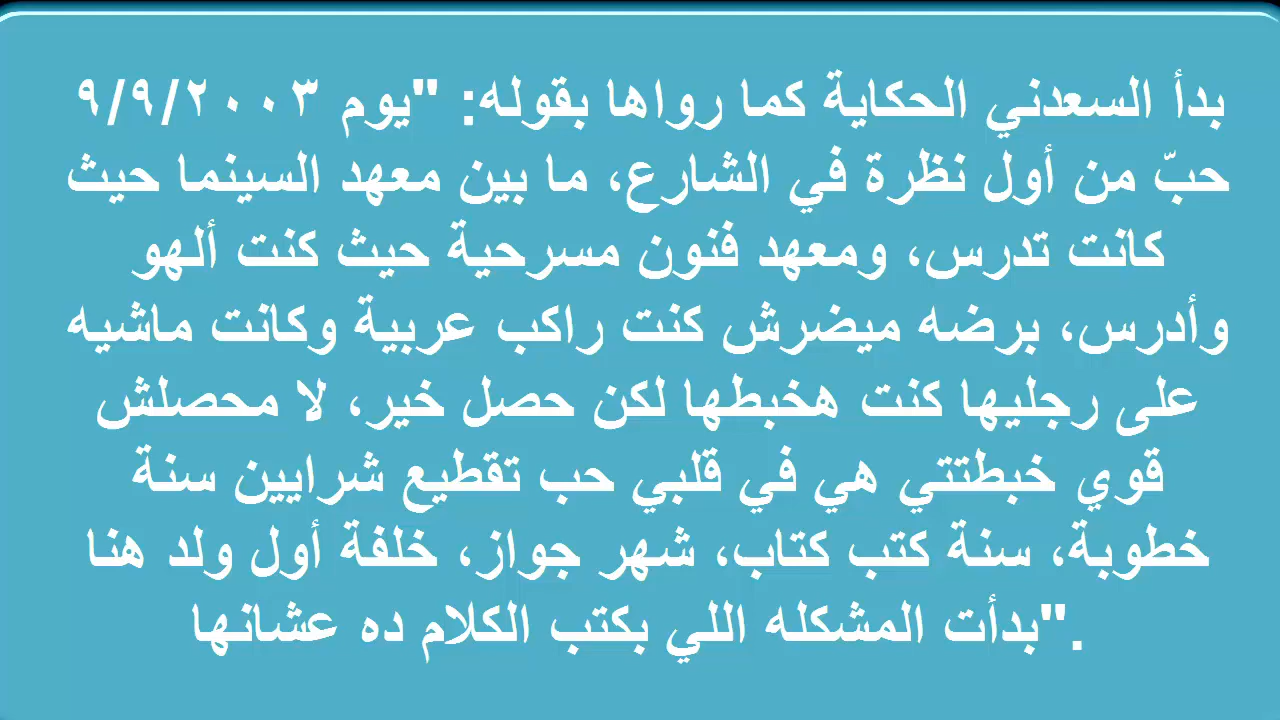 بدأ السعدني الحكاية كما رواها بقوله: "يوم ٩/٩/٢٠٠٣
حبّ من أول نظرة في الشارع، ما بين معهد السينما حيث
كانت تدرس، ومعهد فنون مسرحية حيث كنت ألهو
وأدرس، برضه ميضرش كنت راكب عربية وكانت ماشيه
على رجليها كنت هخبطها لكن حصل خير، لا محصلش
قوي خبطتتي هي في قلبي حب تقطيع شرايين سنة
خطوبة، سنة كتب كتاب، شهر جواز، خلفة أول ولد هنا
بدأت المشكله اللي بكتب الكلام ده عشانها".